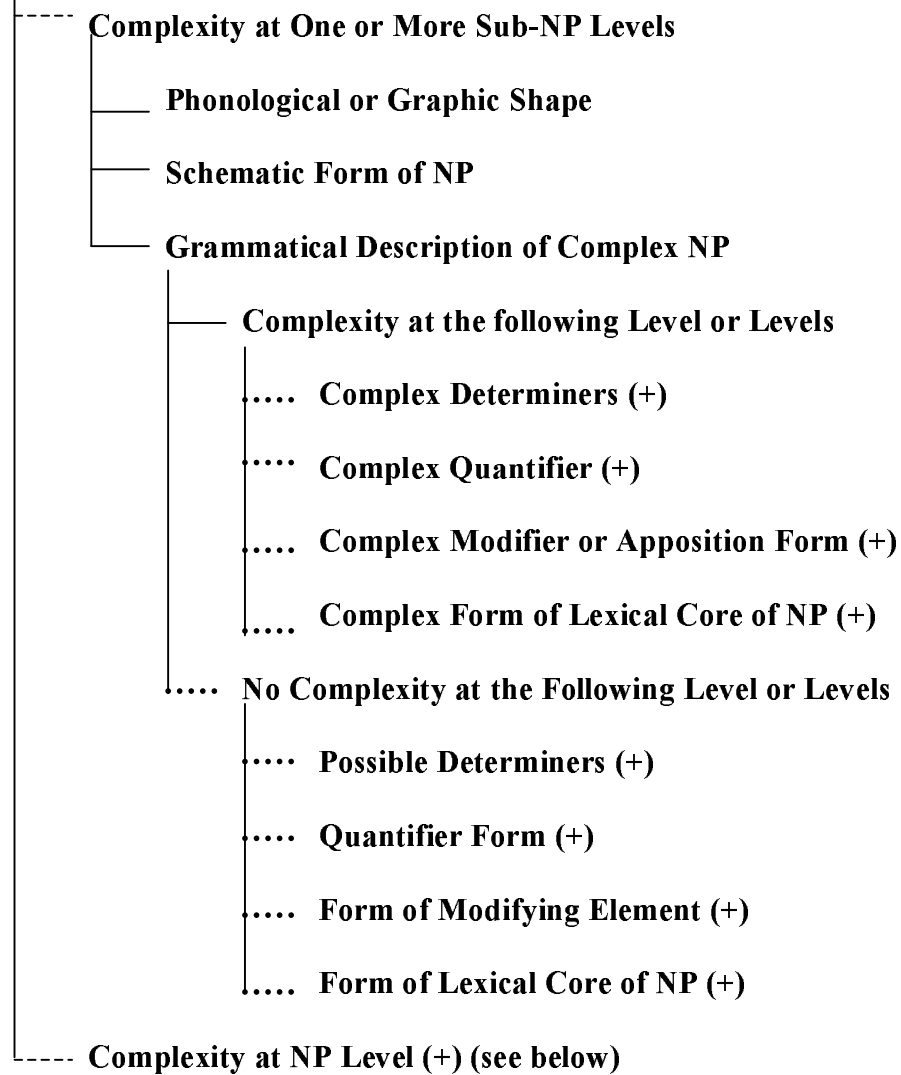 Complexity at One or More Sub-NP Levels
Phonological or Graphic Shape
Schematic Form of NP
Grammatical Description of Complex NP
Complexity at the following Level or Levels
Complex Determiners (+)
Complex Quantifier (+)
Complex Modifier or Apposition Form (+)
Complex Form of Lexical Core of NP (+)
No Complexity at the Following Level or Levels
Possible Determiners (+)
Quantifier Form (+)
Form of Modifying Element (+)
Form of Lexical Core of NP (+)
Complexity at NP Level (+) (see below)